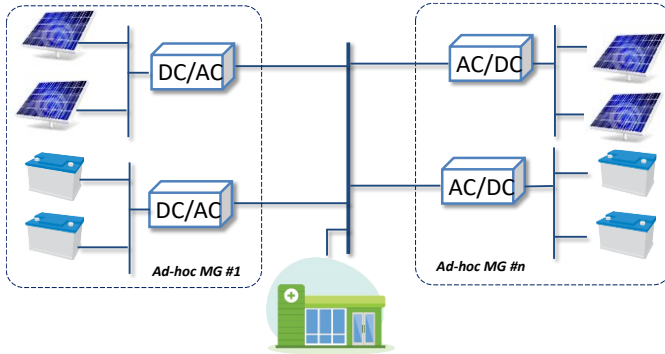 DC/AC
AC/DC
DC/AC
AC/DC
Ad-hoc MG #1
Ad-hoc MG #n